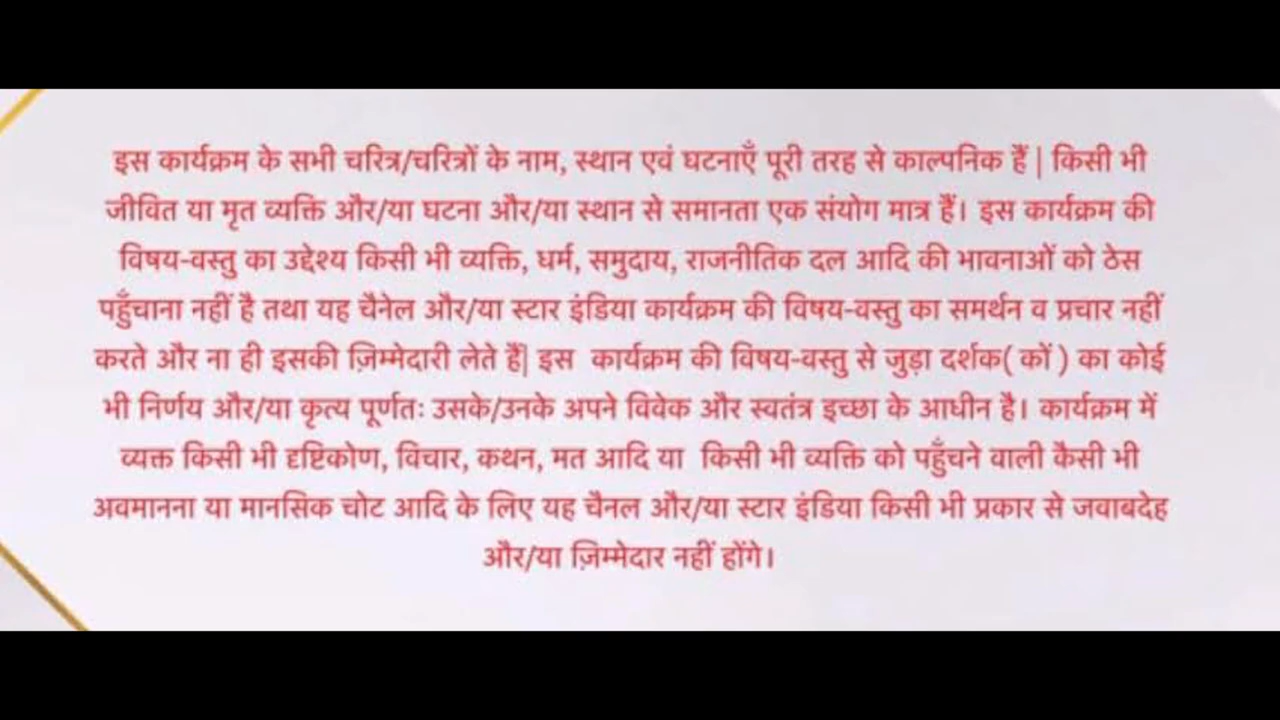 इस कार्यक्रम के सभी चरित्र/चरित्रों के नाम, स्थान एवं घटनाएँ पूरी तरह से काल्पनिक हैं | किसी भी
जीवित या मृत व्यक्ति और/या घटना और/या स्थान से समानता एक संयोग मात्र हैं। इस कार्यक्रम की
विषय-वस्तु का उद्देश्य किसी भी व्यक्ति, धर्म, समुदाय, राजनीतिक दल आदि की भावनाओं को ठेस
पहुँचाना नहीं है तथा यह चैनेल और/या स्टार इंडिया कार्यक्रम की विषय-वस्तु का समर्थन व प्रचार नहीं
करते और ना ही इसकी ज़िम्मेदारी लेते हैं| इस  कार्यक्रम की विषय-वस्तु से जुड़ा दर्शक( कों ) का कोई
भी निर्णय और/या कृत्य पूर्णतः उसके/उनके अपने विवेक और स्वतंत्र इच्छा के आधीन है। कार्यक्रम में
व्यक्त किसी भी दृष्टिकोण, विचार, कथन, मत आदि या  किसी भी व्यक्ति को पहुँचने वाली कैसी भी
अवमानना या मानसिक चोट आदि के लिए यह चैनल और/या स्टार इंडिया किसी भी प्रकार से जवाबदेह
और/या ज़िम्मेदार नहीं होंगे।